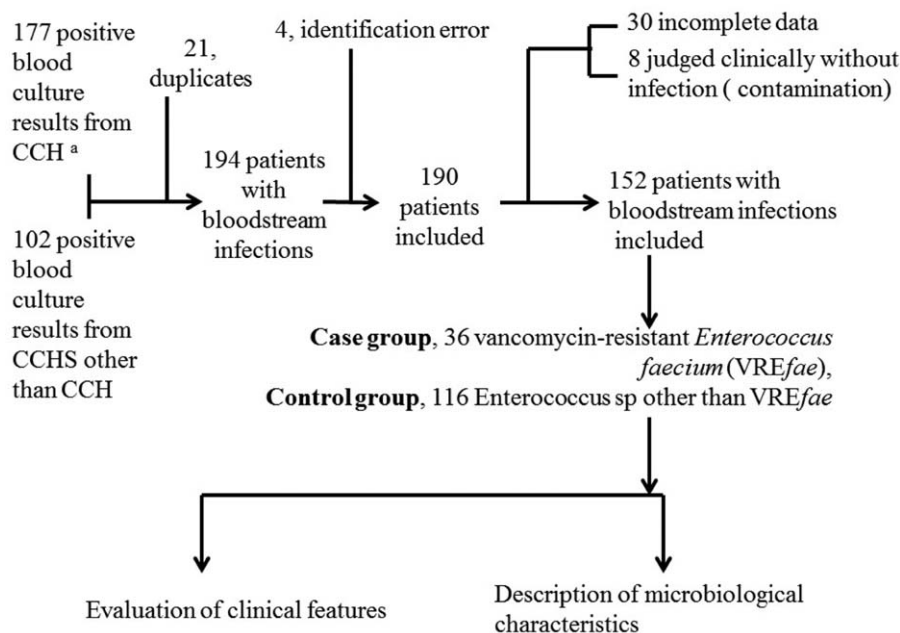 177 positive
blood
culture
results from
CCH a
102 positive
blood
culture
results from
CCHS other
than CCH
21,
duplicates
194 patients
with
bloodstream
infections
4, identification error
190
patients
included
30 incomplete data
8 judged clinically without
infection ( contamination)
152 patients with
bloodstream infections
included
Case group, 36 vancomycin-resistant Enterococcus
faecium (VREfae),
Control group, 116 Enterococcus sp other than VREfae
Evaluation of clinical features
Description of microbiological
characteristics